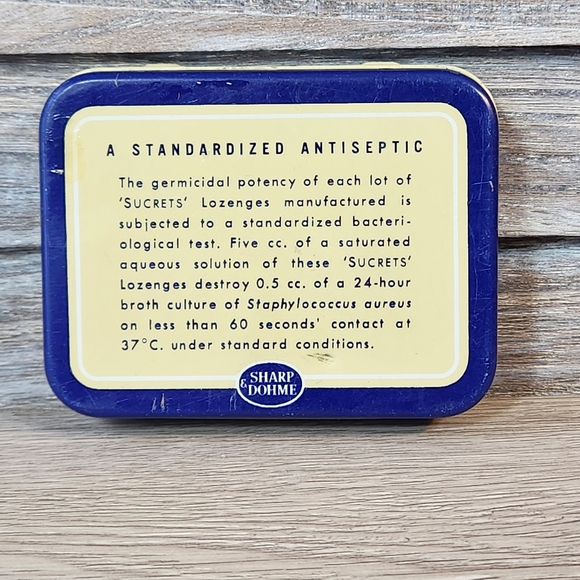 A STANDARDIZED ANTISEPTIC
The germicidal potency of each lot of
'SUCRETS' Lozenges manufactured is
subjected to a standardized bacteri-
ological test. Five cc. of a saturated
aqueous solution of these 'SUCRETS'
Lozenges destroy 0.5 cc. of a 24-hour
broth culture of Staphylococcus aureus
on less than 60 seconds' contact at
37°C. under standard conditions.
SHARP
& DOHME